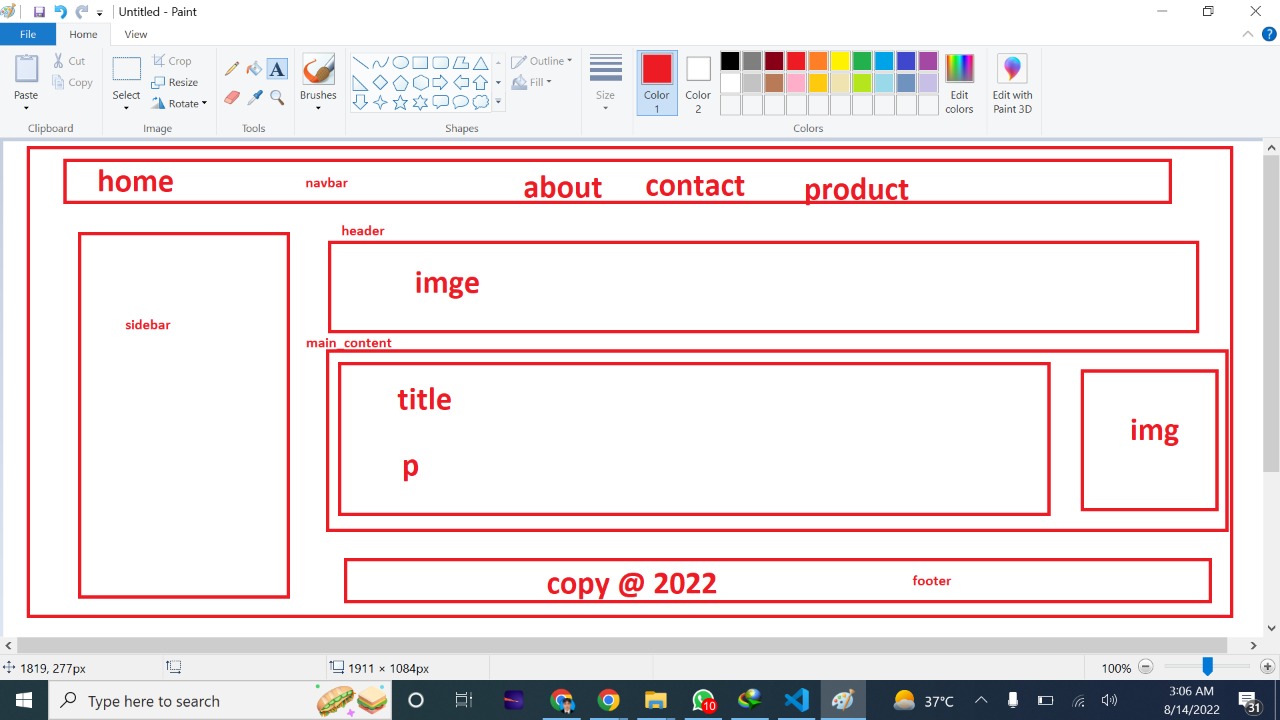 Untitled - Paint
File Home View
Cut
Copy
Paste
Clipboard
Select
Crop
Resize
Rotate
Image
A
Tools
Brushes
Outline
Fill
Shapes
Size
Color
1
Color
2
Edit
colors
Colors
Edit with
Paint 3D
home navbar about contact product
header
imge
sidebar
main_content
title
p
img
copy @ 2022 footer
1819, 277px 1911 × 1084px 100%
Type here to search
10
37°C
3:06 AM
8/14/2022
31